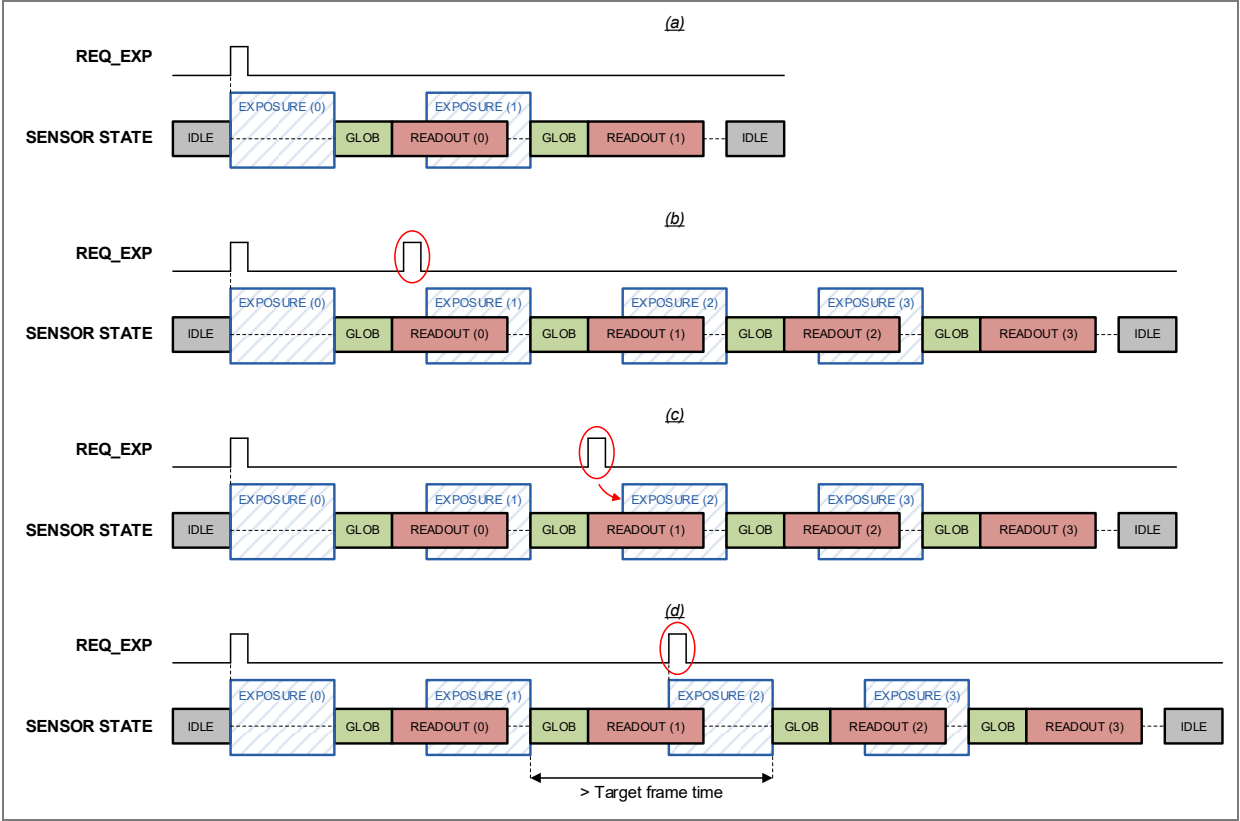 (a)
REQ_EXP
EXPOSURE (0) EXPOSURE (1)
SENSOR STATE IDLE GLOB READOUT (0) GLOB READOUT (1) IDLE
(b)
REQ_EXP
EXPOSURE (0) EXPOSURE (1) EXPOSURE (2) EXPOSURE (3)
SENSOR STATE IDLE GLOB READOUT (0) GLOB READOUT (1) GLOB READOUT (2) GLOB READOUT (3) IDLE
(c)
REQ_EXP
EXPOSURE (0) EXPOSURE (1) EXPOSURE (2) EXPOSURE (3)
SENSOR STATE IDLE GLOB READOUT (0) GLOB READOUT (1) GLOB READOUT (2) GLOB READOUT (3) IDLE
(d)
REQ_EXP
EXPOSURE (0) EXPOSURE (1) EXPOSURE (2) EXPOSURE (3)
SENSOR STATE IDLE GLOB READOUT (0) GLOB READOUT (1) GLOB READOUT (2) GLOB READOUT (3) IDLE
> Target frame time